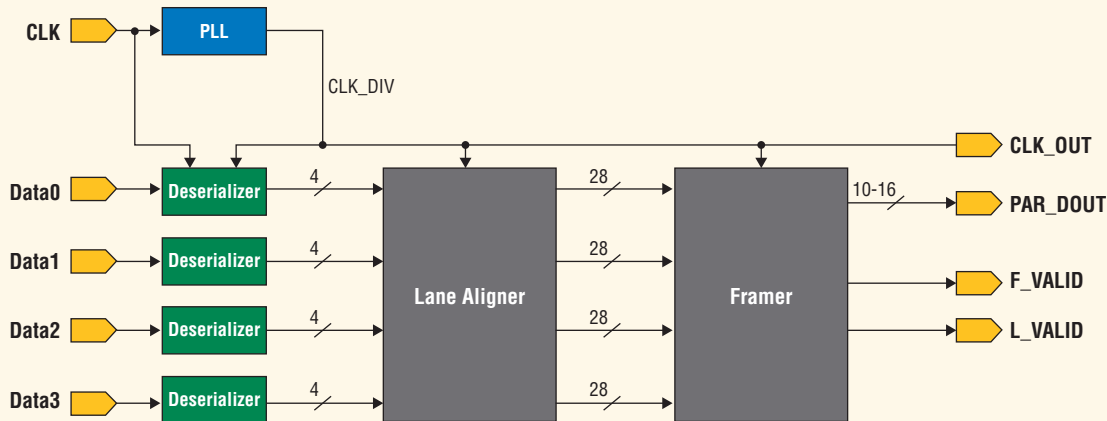 CLK
PLL
CLK_DIV
CLK_OUT
Data0
Deserializer
4
28
10-16
PAR_DOUT
Data1
Deserializer
4
28
F_VALID
Lane Aligner
Framer
Data2
Deserializer
4
28
L_VALID
Data3
Deserializer
4
28